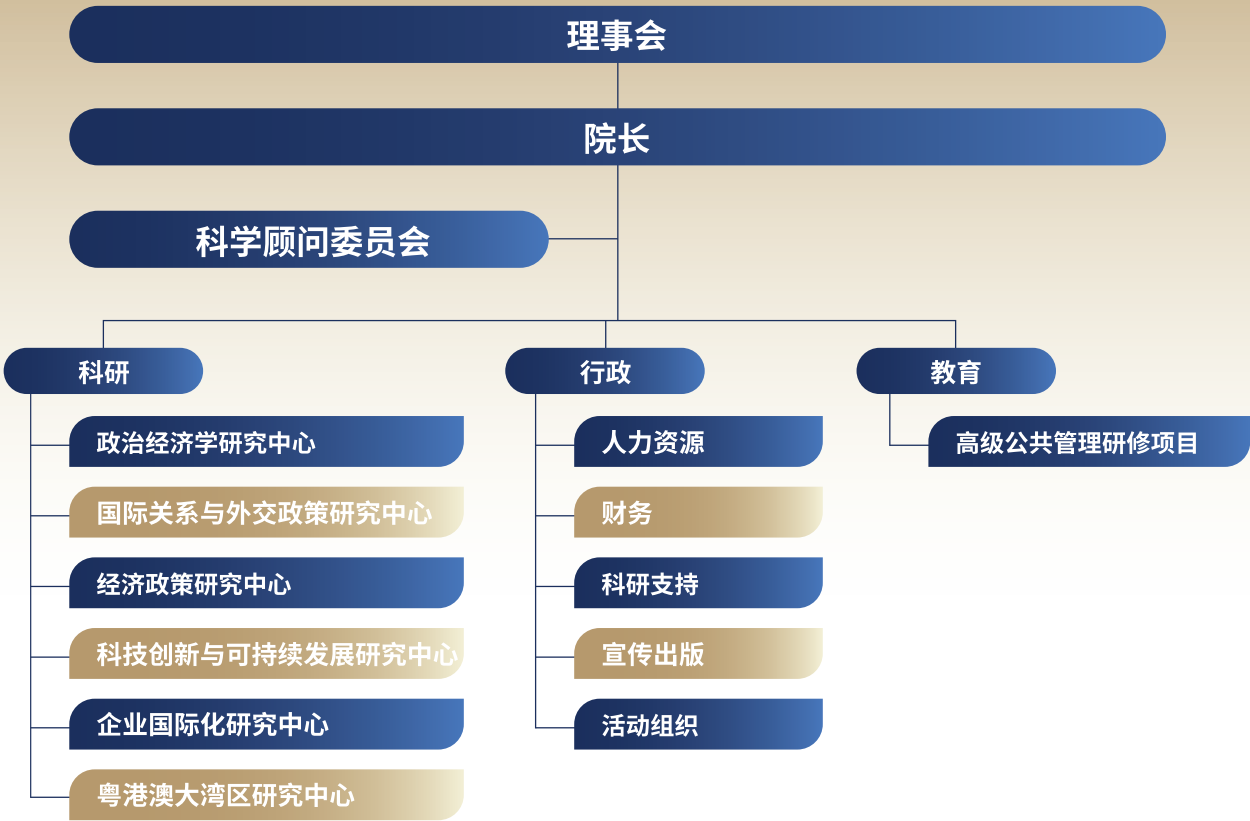 理事会
院长
科学顾问委员会
科研
政治经济学研究中心
国际关系与外交政策研究中心
经济政策研究中心
科技创新与可持续发展研究中心
企业国际化研究中心
粤港澳大湾区研究中心
行政
人力资源
财务
科研支持
宣传出版
活动组织
教育
高级公共管理研修项目